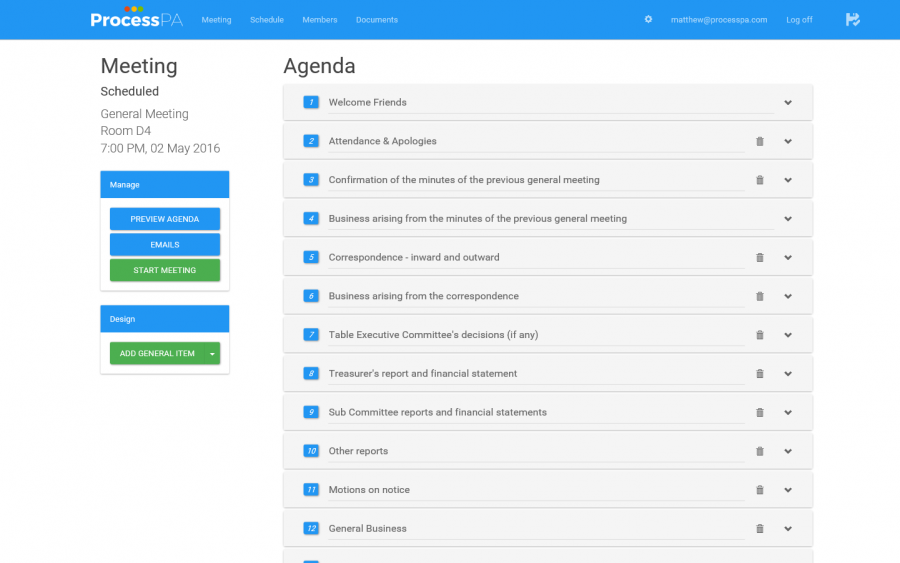 ProcessPA
Meeting
Schedule
Members
Documents
matthew@processpa.com
Log off
Meeting
Scheduled
General Meeting
Room D4
7:00 PM, 02 May 2016
Manage
PREVIEW AGENDA
EMAILS
START MEETING
Design
ADD GENERAL ITEM
Agenda
1 Welcome Friends
2 Attendance & Apologies
3 Confirmation of the minutes of the previous general meeting
4 Business arising from the minutes of the previous general meeting
5 Correspondence - inward and outward
6 Business arising from the correspondence
7 Table Executive Committee's decisions (if any)
8 Treasurer's report and financial statement
9 Sub Committee reports and financial statements
10 Other reports
11 Motions on notice
12 General Business